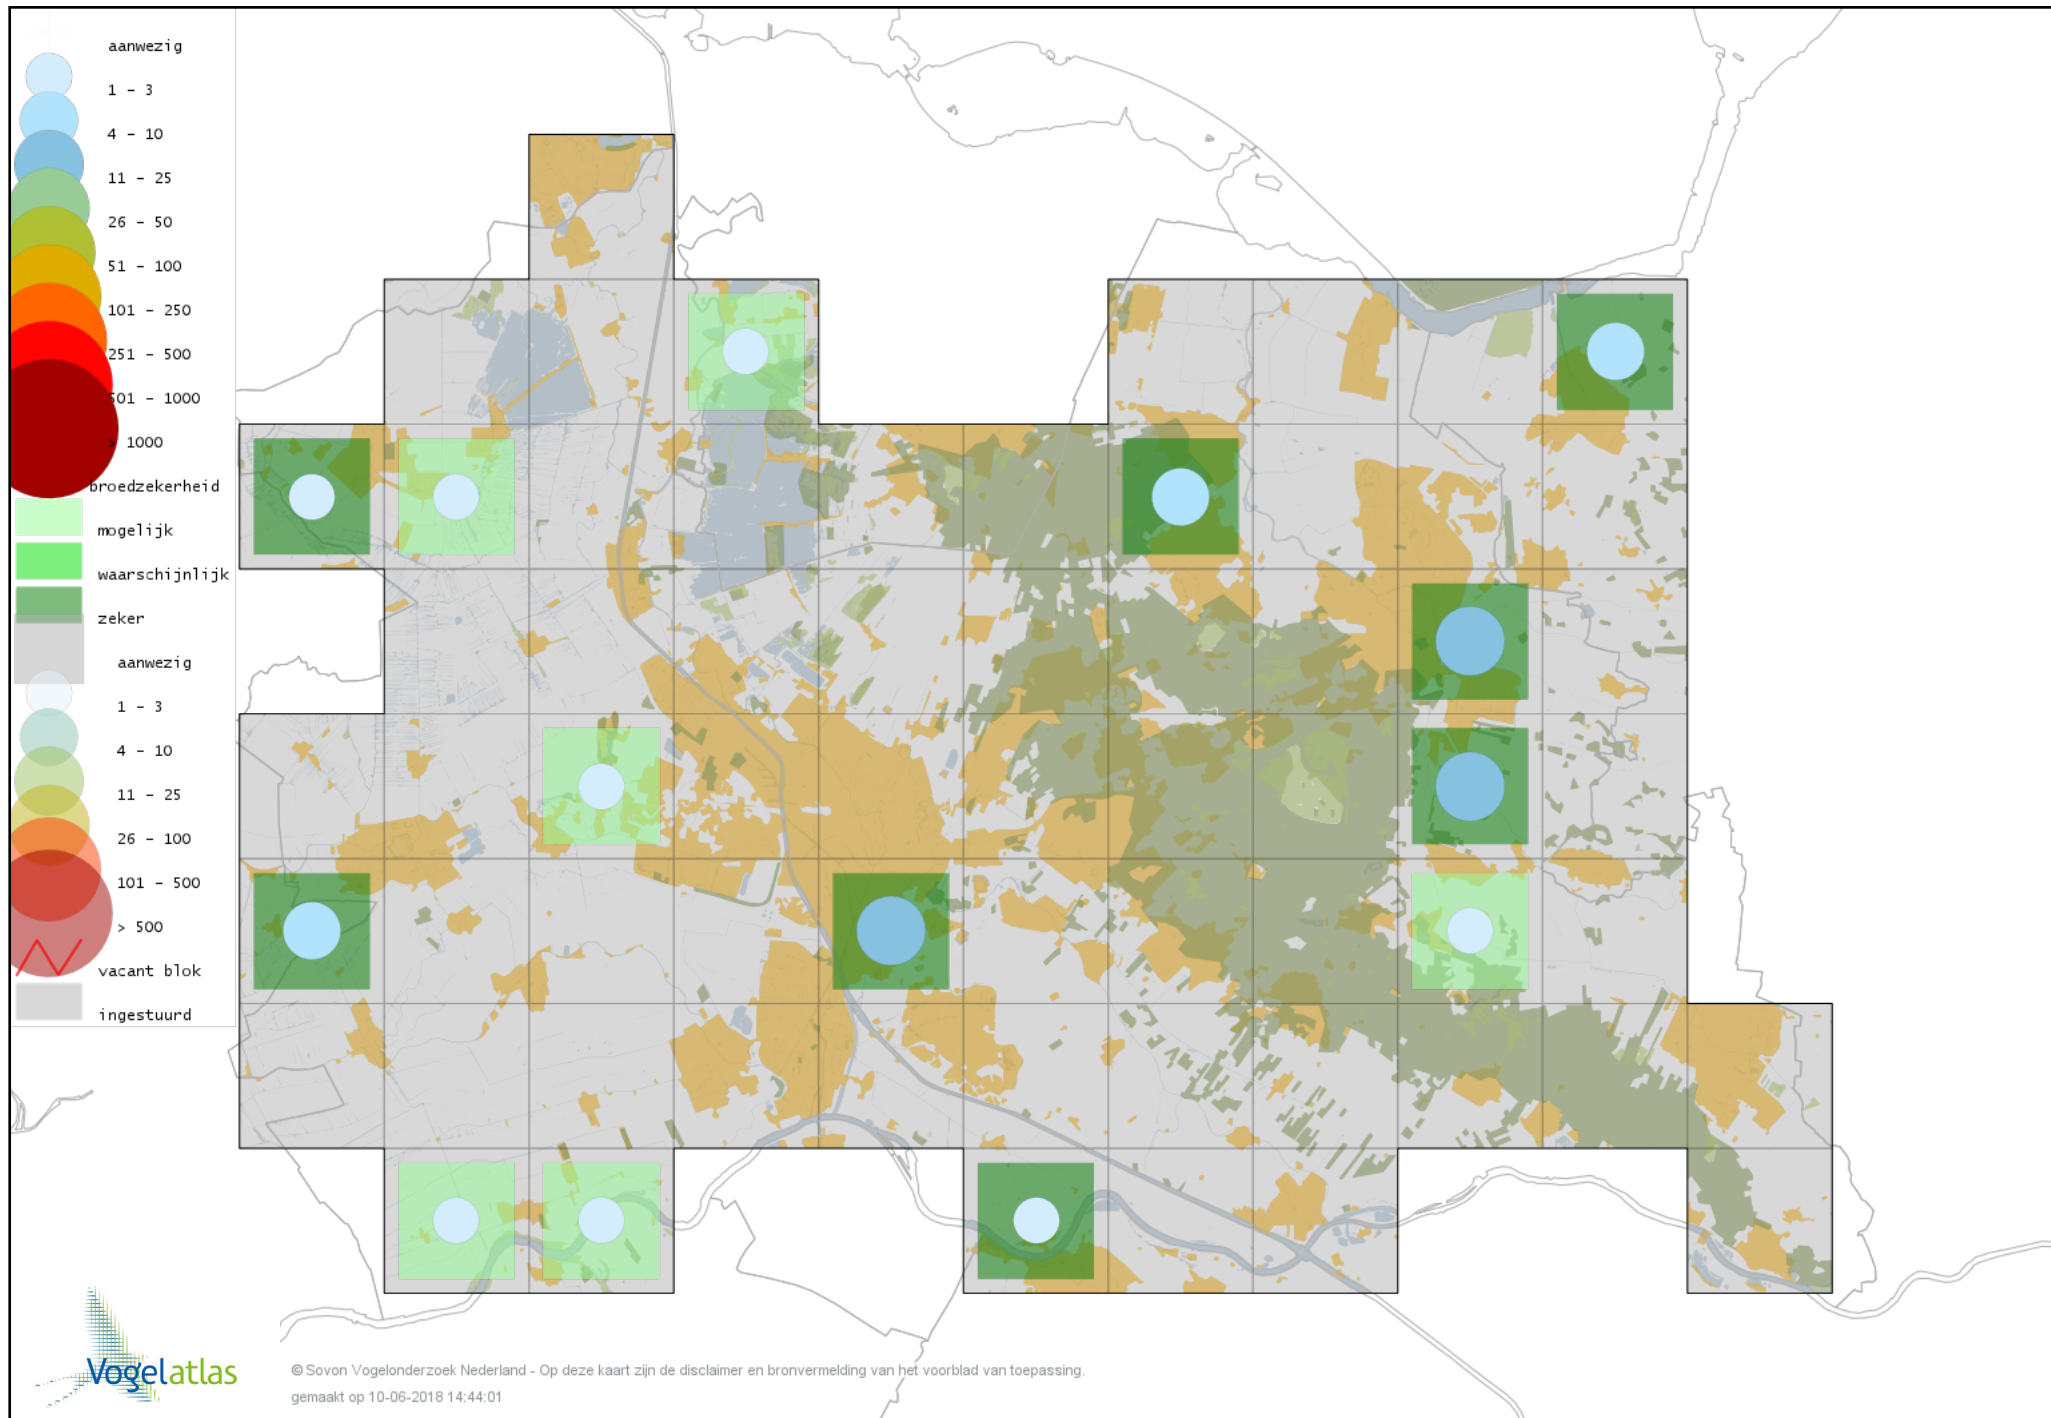 aanwezig
1 - 3
4 - 10
11 - 25
26 - 50
51 - 100
101 - 250
251 - 500
501 - 1000
> 1000
broedzekerheid
mogelijk
waarschijnlijk
zeker
aanwezig
1 - 3
4 - 10
11 - 25
26 - 100
101 - 500
> 500
vacant blok
ingestuurd
Vogelatlas
© Sovon Vogelonderzoek Nederland - Op deze kaart zijn de disclaimer en bronvermelding van het voorblad van toepassing.
gemaakt op 10-06-2018 14:44:01